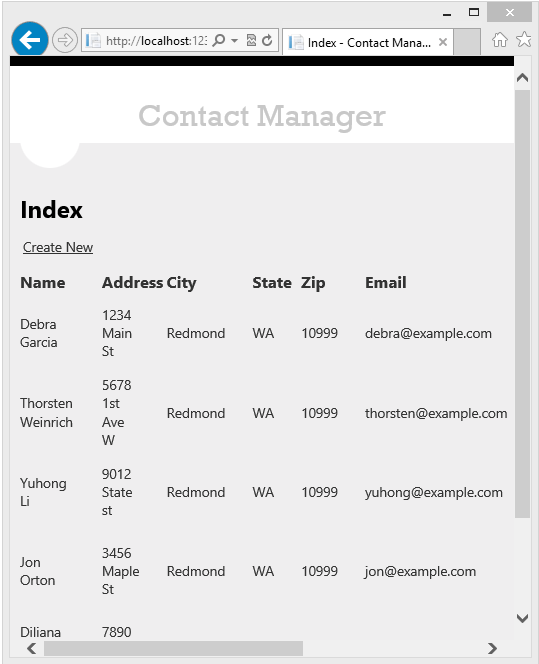 http://localhost:123
Index - Contact Mana...
Contact Manager
Index
Create New
Name Address City State Zip Email
Debra Garcia 1234 Main St Redmond WA 10999 debra@example.com
Thorsten Weinrich 5678 1st Ave W Redmond WA 10999 thorsten@example.com
Yuhong Li 9012 State st Redmond WA 10999 yuhong@example.com
Jon Orton 3456 Maple St Redmond WA 10999 jon@example.com
Diliana 7890